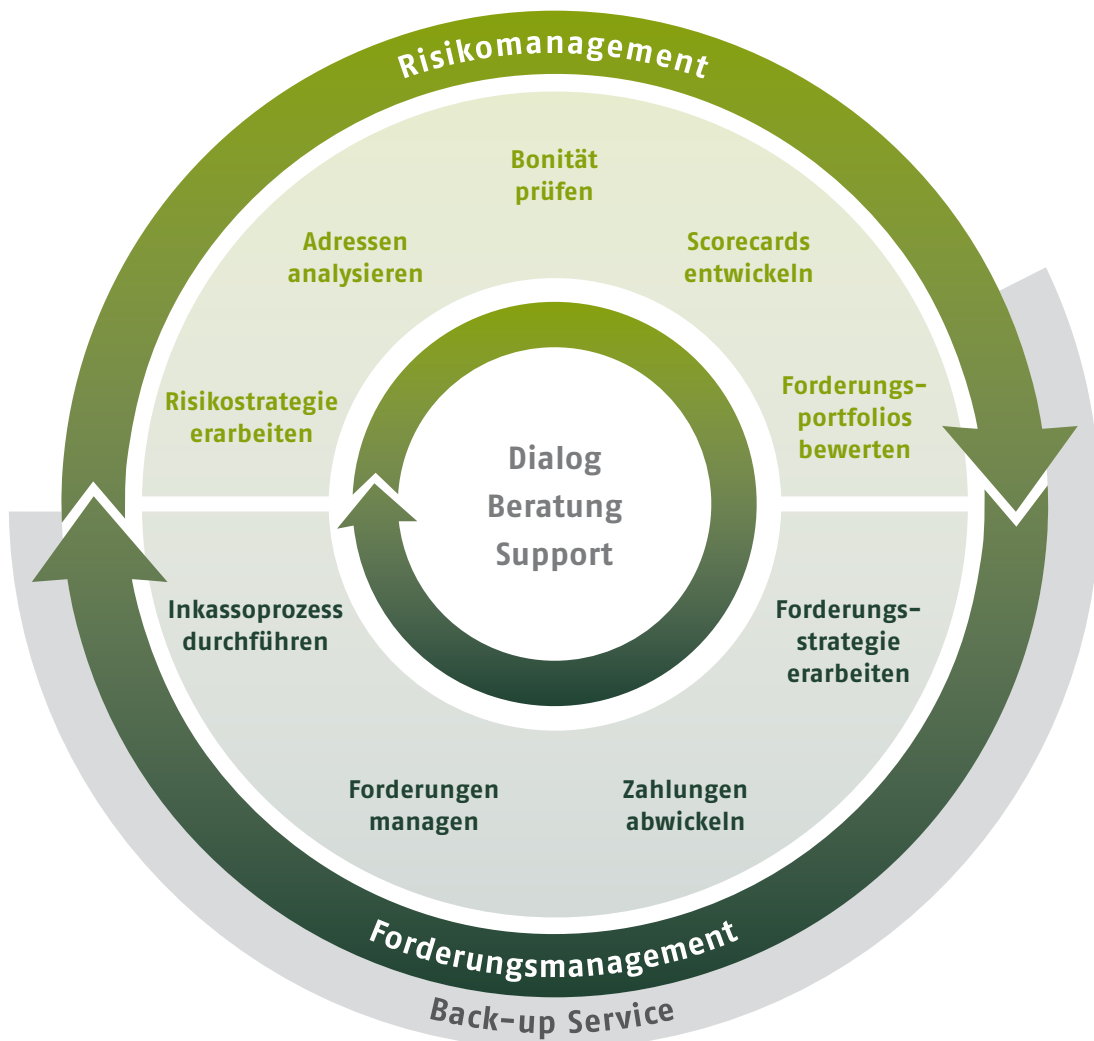 Risikomanagement
Bonität
prüfen
Adressen
analysieren
Scorecards
entwickeln
Risikostrategie
erarbeiten
Forderungs-
portfolios
bewerten
Dialog
Beratung
Support
Inkassoprozess
durchführen
Forderungs-
strategie
erarbeiten
Forderungen
managen
Zahlungen
abwickeln
Forderungsmanagement
Back-up Service